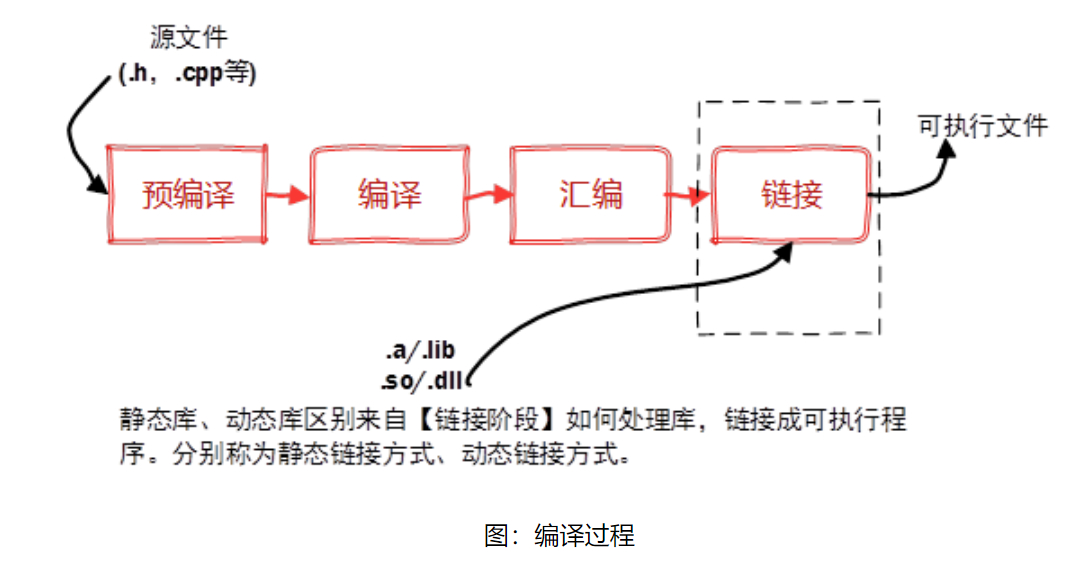 源文件
(.h，.cpp等)
可执行文件
预编译
编译
汇编
链接
.a/.lib
.so/.dll
静态库、动态库区别来自【链接阶段】如何处理库，链接成可执行程
序。分别称为静态链接方式、动态链接方式。
图：编译过程